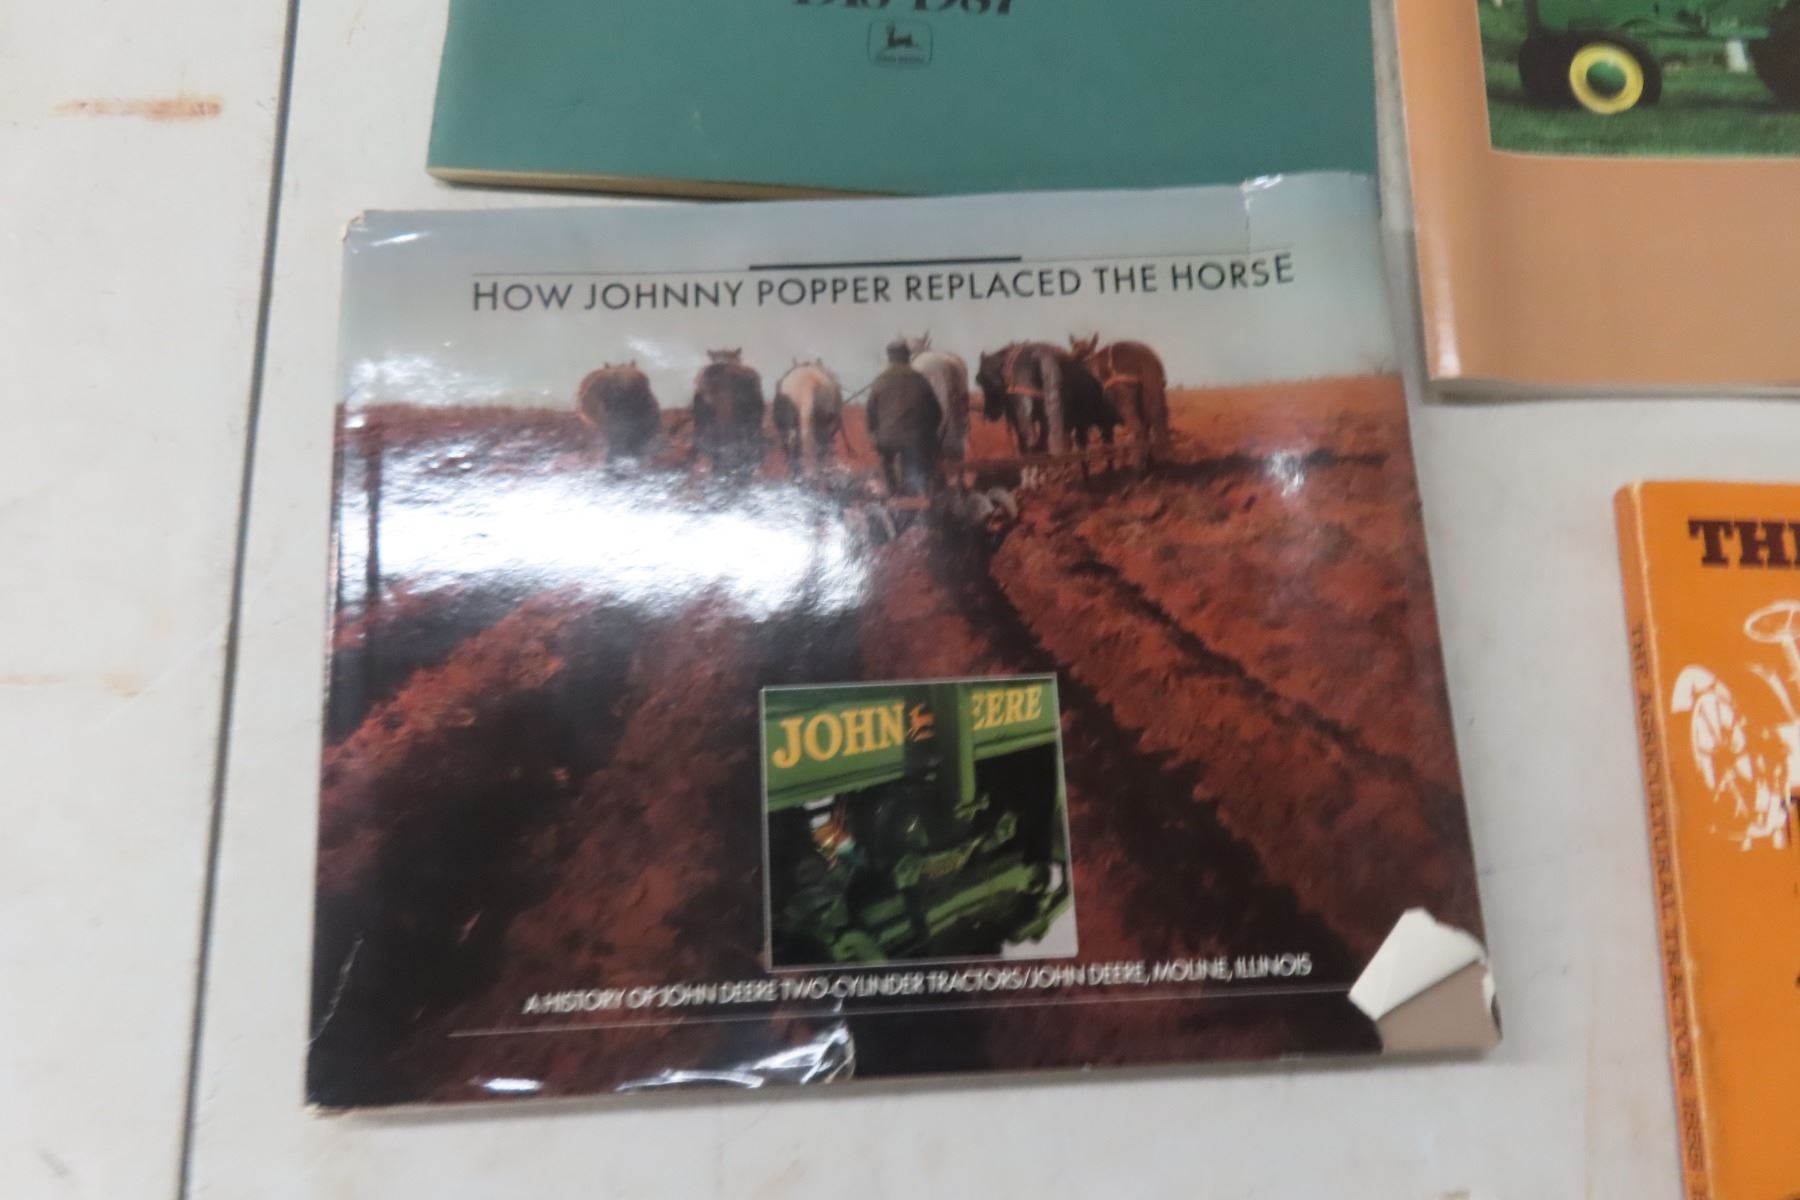 HOW JOHNNY POPPER REPLACED THE HORSE
JOHN EERE
A HISTORY OF JOHN DEERE TWO-CYLINDER TRACTORS/JOHN DEERE, MOLINE, ILLINOIS
THE AGRICULTURAL TRACTOR